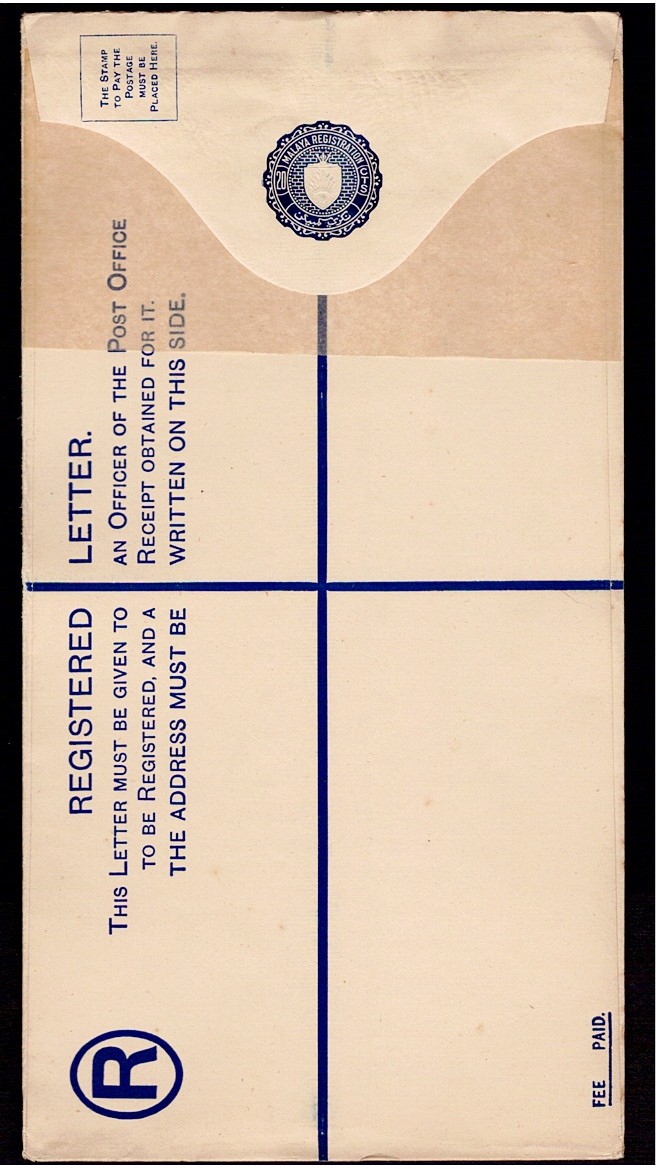 THE STAMP
TO PAY THE
POSTAGE
MUST BE
PLACED HERE.
MALAYA REGISTRATION
REGISTERED LETTER.
THIS LETTER MUST BE GIVEN TO AN OFFICER OF THE POST OFFICE
TO BE REGISTERED, AND A RECEIPT OBTAINED FOR IT.
THE ADDRESS MUST BE WRITTEN ON THIS SIDE.
R
FEE PAID.